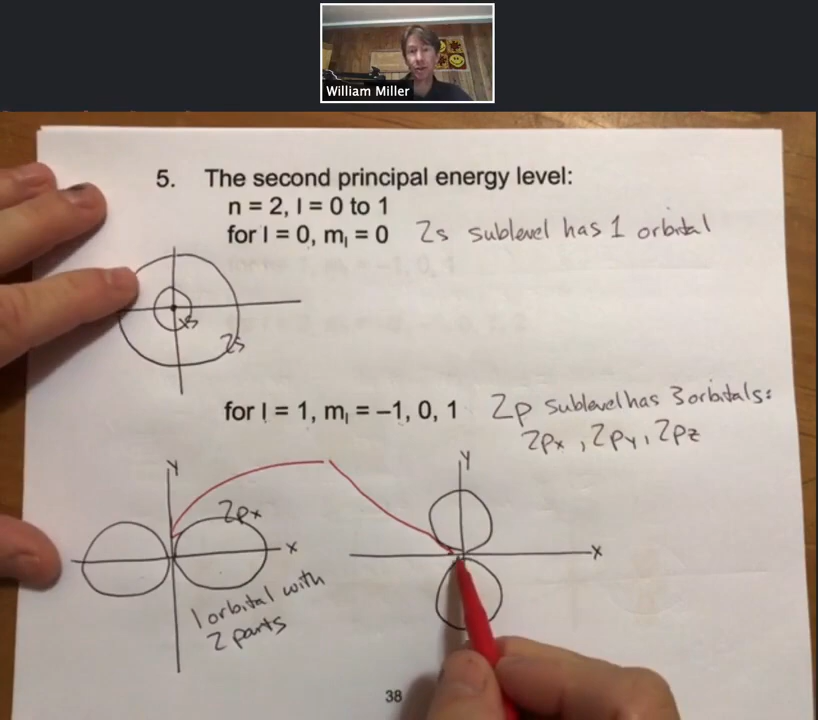 William Miller
5. The second principal energy level:
n = 2, l = 0 to 1
for l = 0, mₗ = 0 2s sublevel has 1 orbital
2s
for l = 1, mₗ = –1, 0, 1 2p sublevel has 3 orbitals:
2px, 2py, 2pz
Y
Y
2px
X
X
1 orbital with
2 parts
38